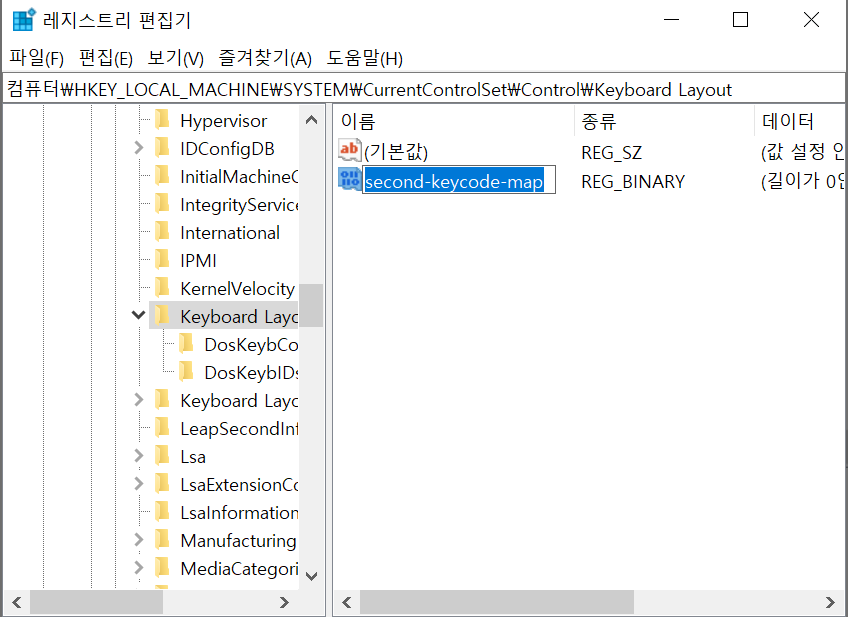 레지스트리 편집기
파일(F) 편집(E) 보기(V) 즐겨찾기(A) 도움말(H)
컴퓨터₩HKEY_LOCAL_MACHINE₩SYSTEM₩CurrentControlSet₩Control₩Keyboard Layout
Hypervisor
IDConfigDB
InitialMachineC
IntegrityService
International
IPMI
KernelVelocity
Keyboard Layo
DosKeybCo
DosKeybIDs
Keyboard Layo
LeapSecondInf
Lsa
LsaExtensionCo
LsaInformation
Manufacturing
MediaCategori
이름 종류 데이터
ab (기본값) REG_SZ (값 설정 안
second-keycode-map REG_BINARY (길이가 0인